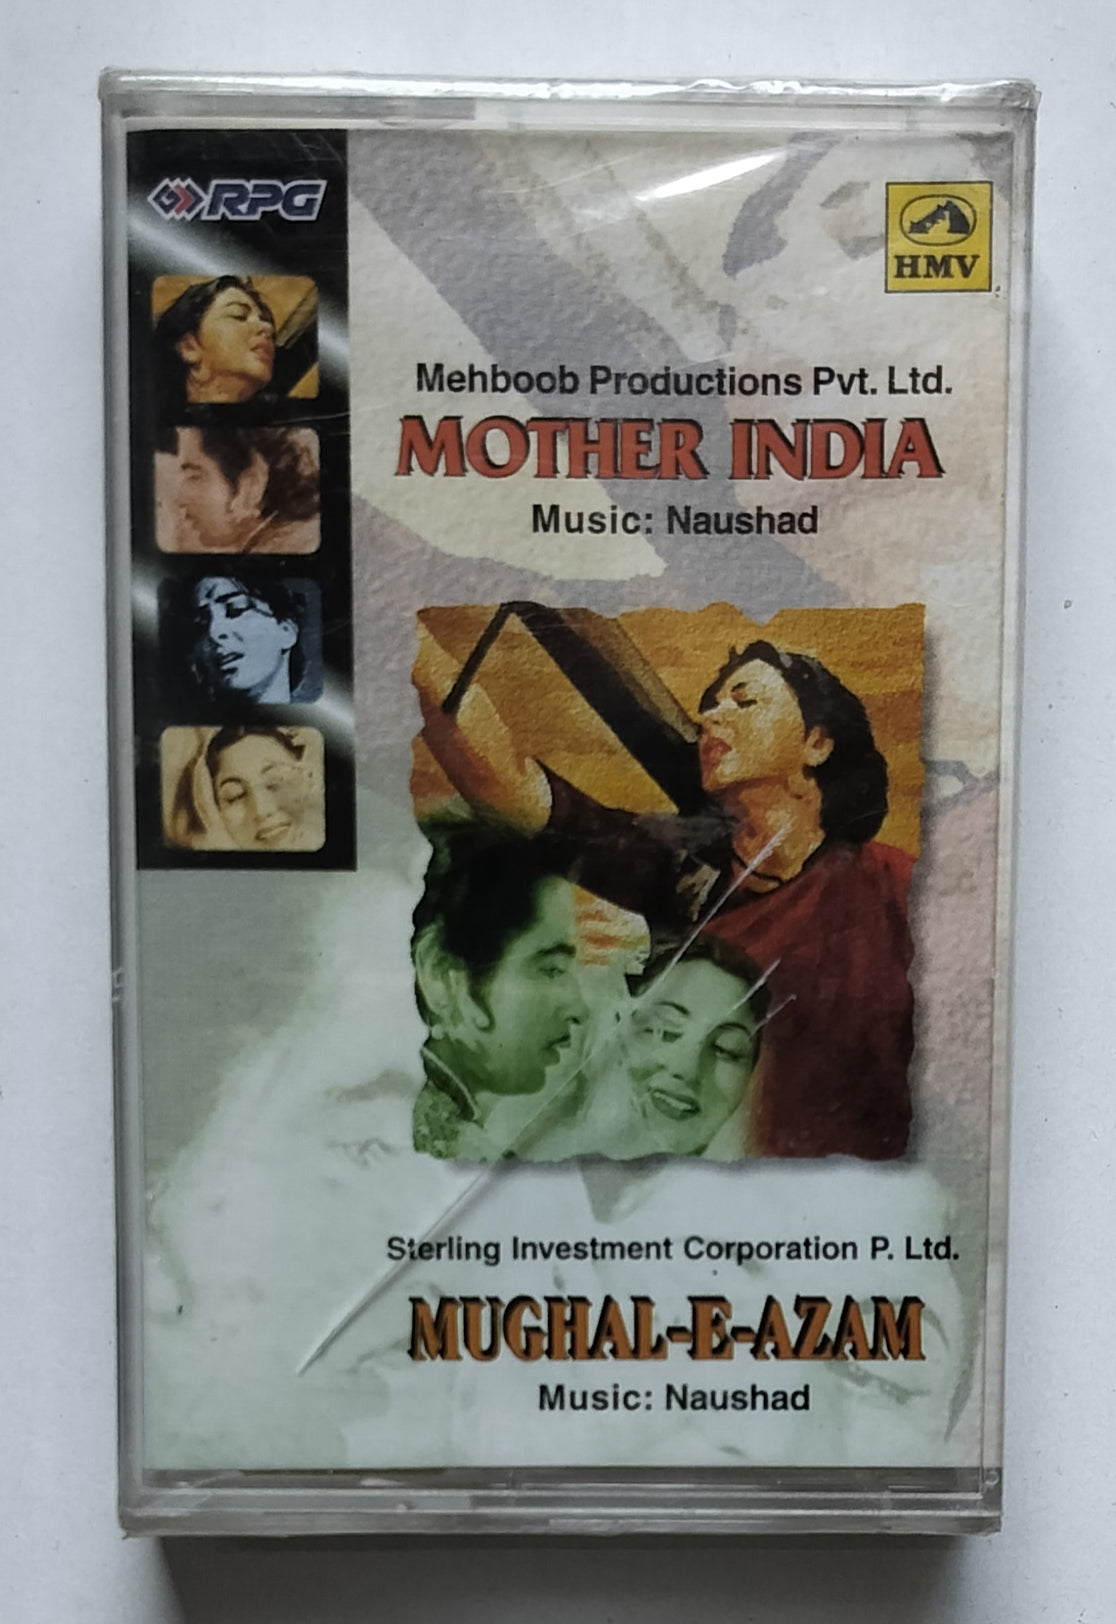 RPG
HMV
Mehboob Productions Pvt. Ltd.
MOTHER INDIA
Music: Naushad
Sterling Investment Corporation P. Ltd.
MUGHAL-E-AZAM
Music: Naushad